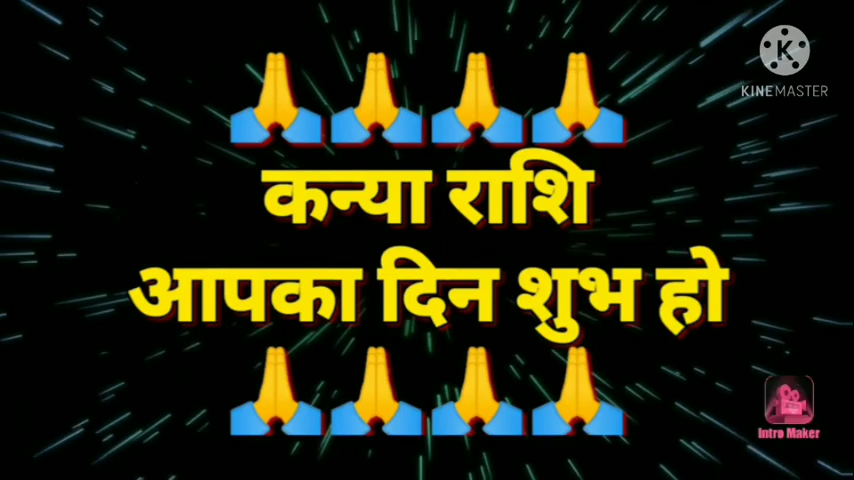 KINEMASTER
कन्या राशि
आपका दिन शुभ हो
Intro Maker